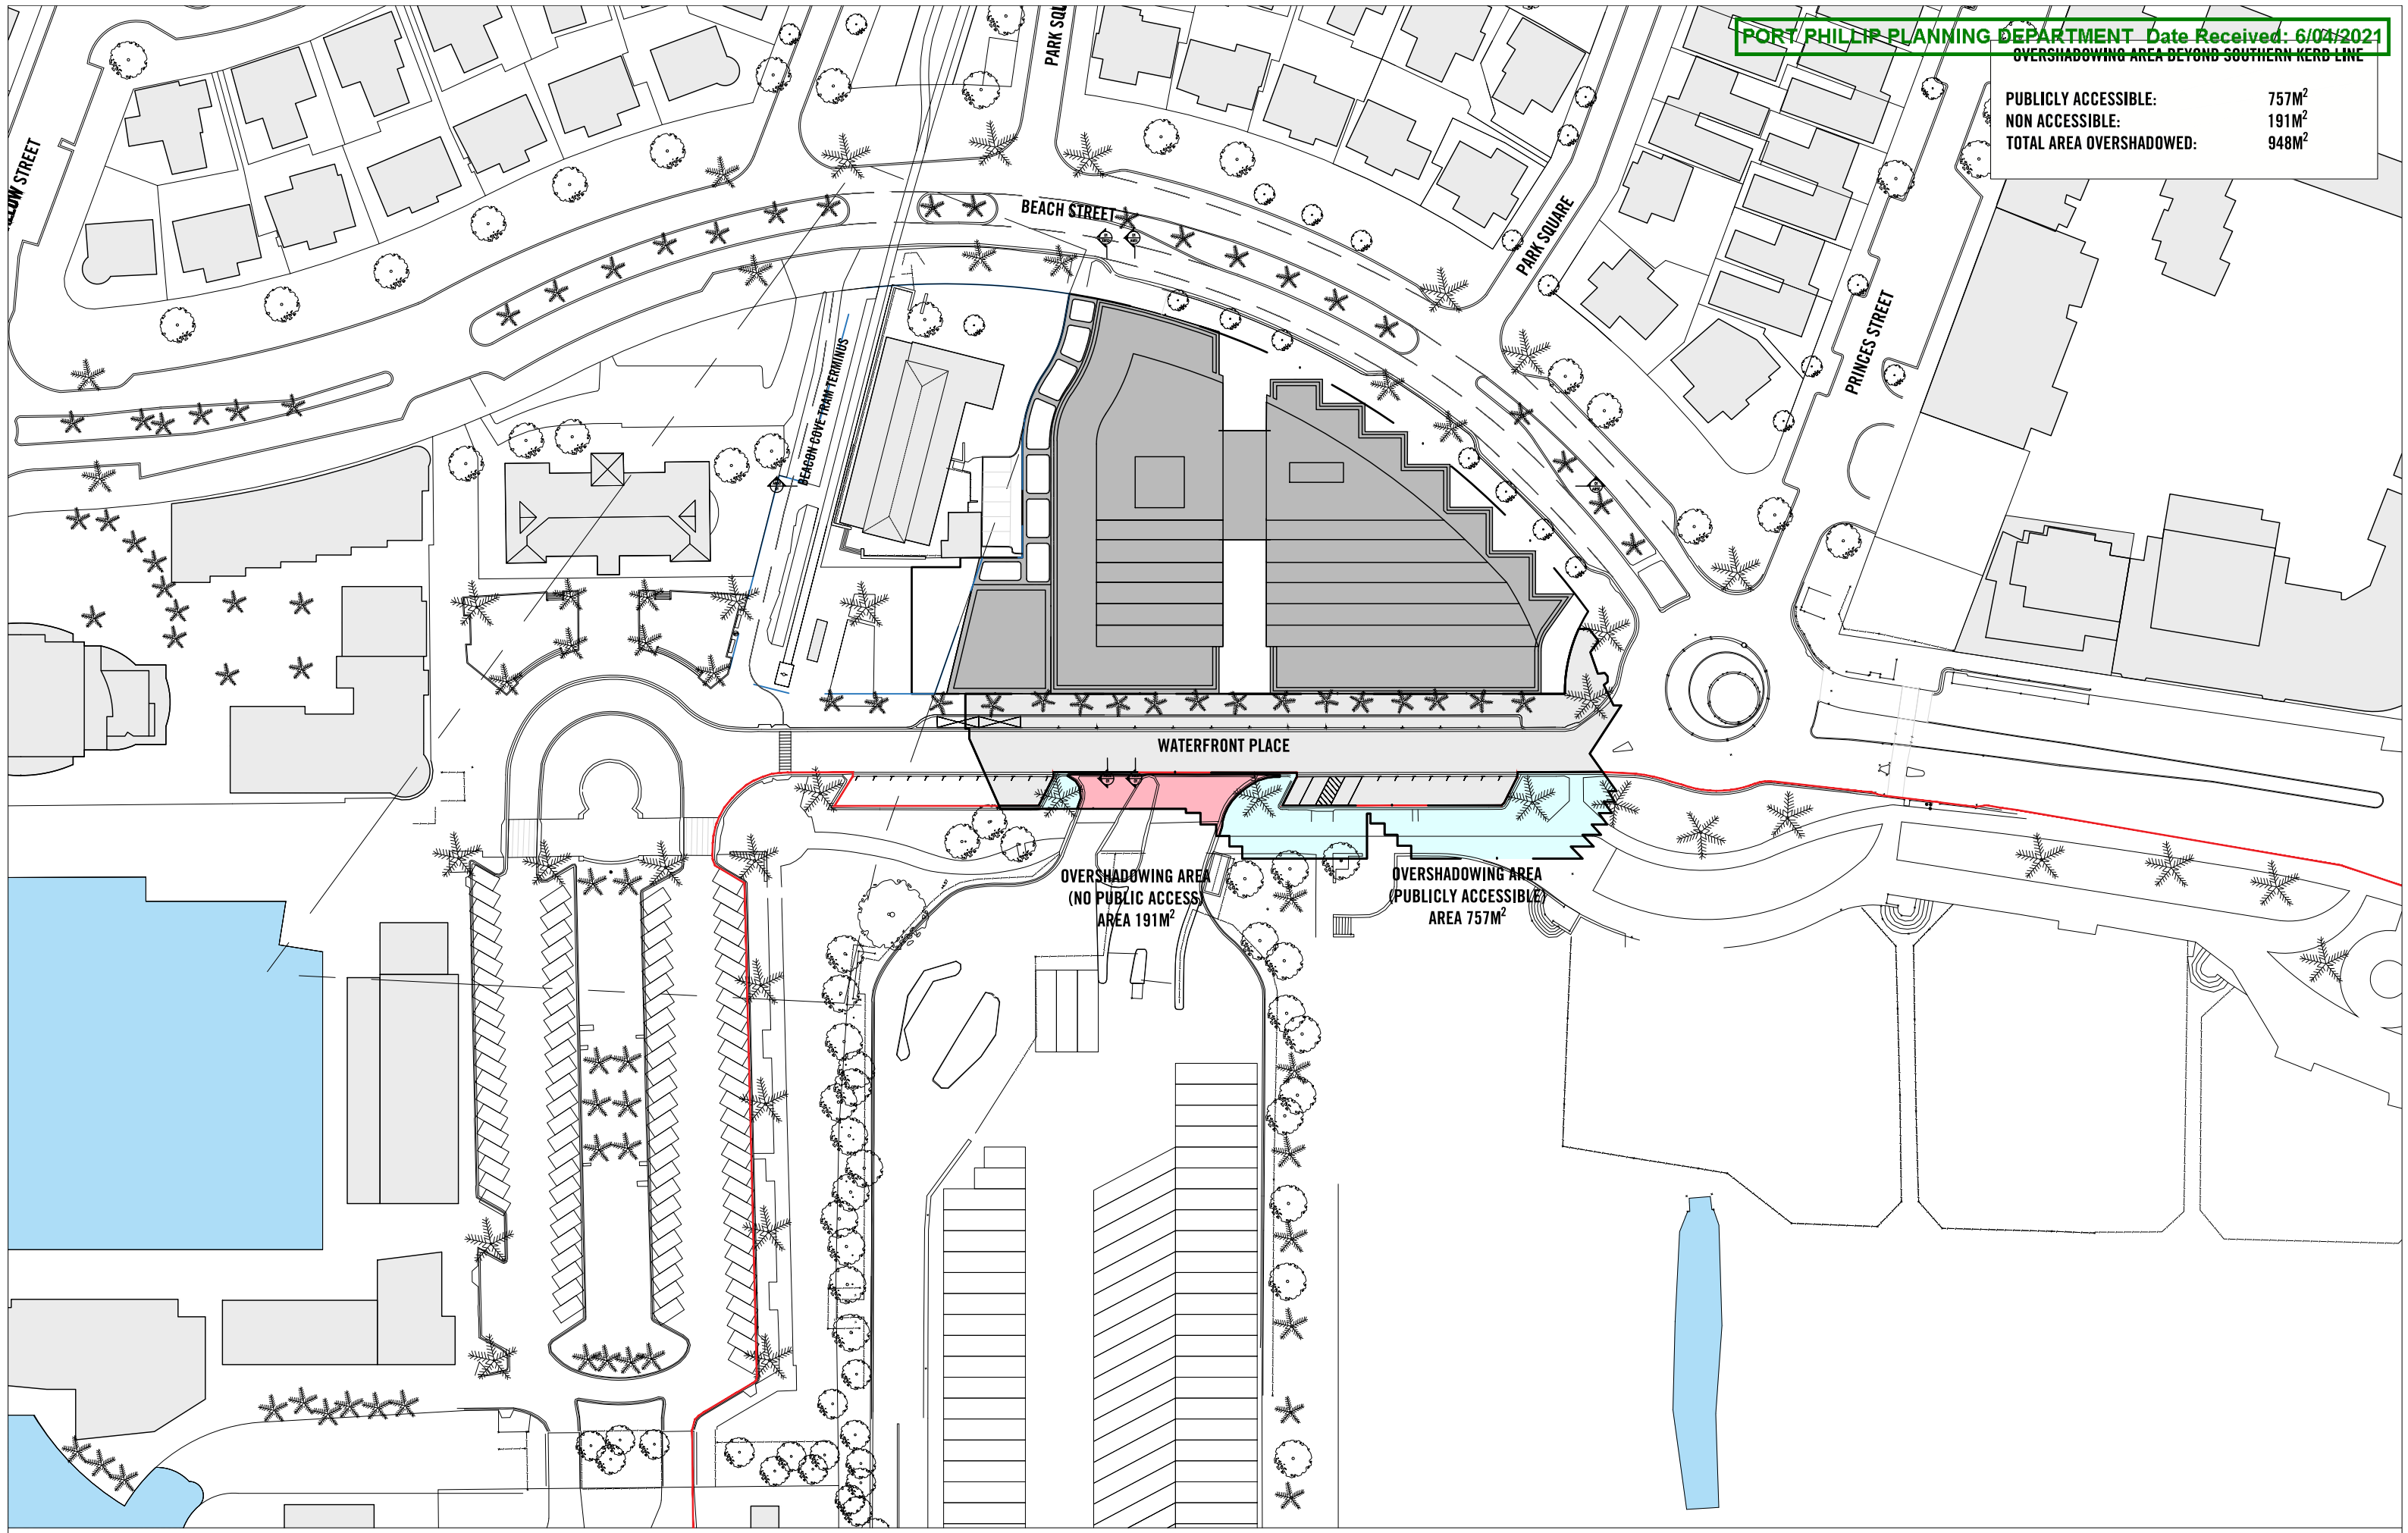 PARK SQU
PORT PHILLIP PLANNING DEPARTMENT Date Received: 6/04/2021
OVERSHADOWING AREA BEYOND SOUTHERN KERB LINE
PUBLICLY ACCESSIBLE: 757M²
NON ACCESSIBLE: 191M²
TOTAL AREA OVERSHADOWED: 948M²
STREET
BEACH STREET
PARK SQUARE
PRINCES STREET
BEACON COVE TRAM TERMINUS
WATERFRONT PLACE
OVERSHADOWING AREA
(NO PUBLIC ACCESS)
AREA 191M²
OVERSHADOWING AREA
(PUBLICLY ACCESSIBLE)
AREA 757M²